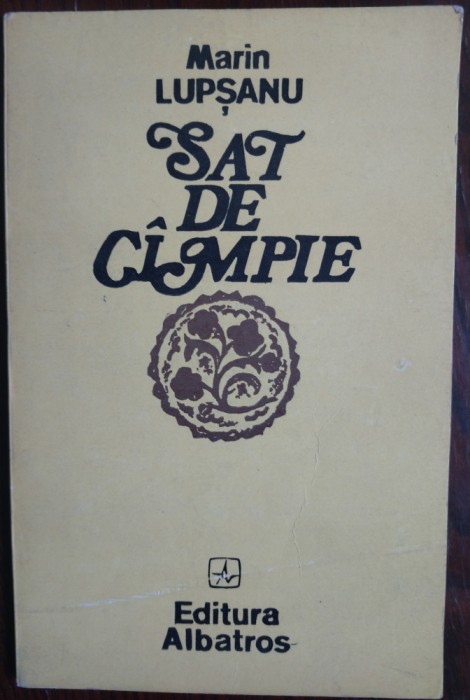 Marin
LUPȘANU
SAT
DE
CÎMPIE
Editura
Albatros